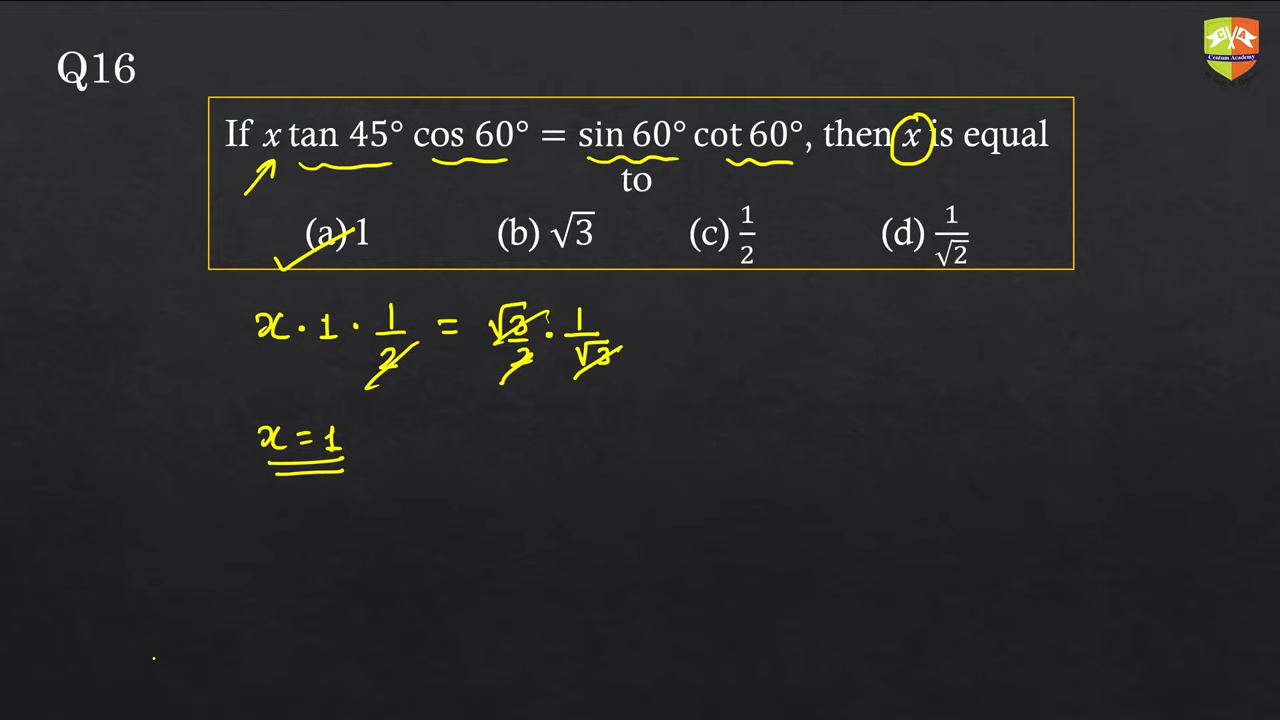 Q16
C A
Centum Academy
If x tan 45° cos 60° = sin 60° cot 60°, then x is equal
to
(a) 1 (b) √3 (c) 1/2 (d) 1/√2
x · 1 · 1/2 = √3/2 · 1/√3
x = 1